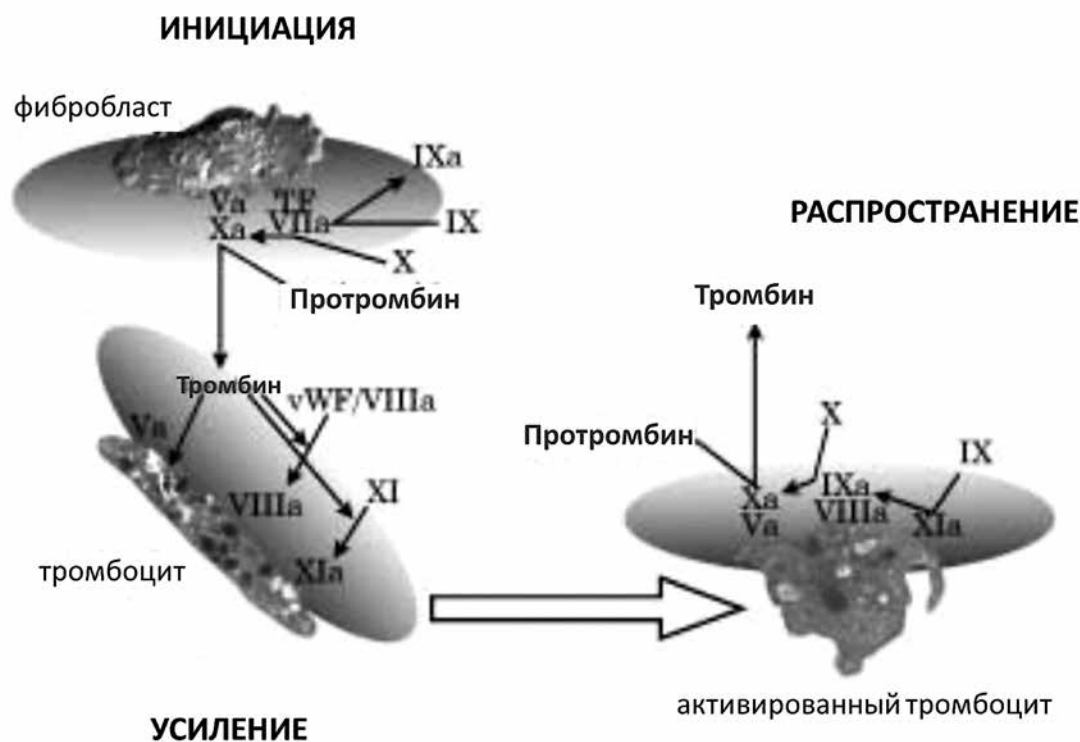 ИНИЦИАЦИЯ
фибробласт
IXa
Va TF
Xa VIIa
IX
X
Протромбин
Тромбин
vWF/VIIIa
Va
VIIIa
XI
XIa
тромбоцит
УСИЛЕНИЕ
РАСПРОСТРАНЕНИЕ
Тромбин
X
Протромбин
IX
Xa IXa
Va VIIIa XIa
активированный тромбоцит